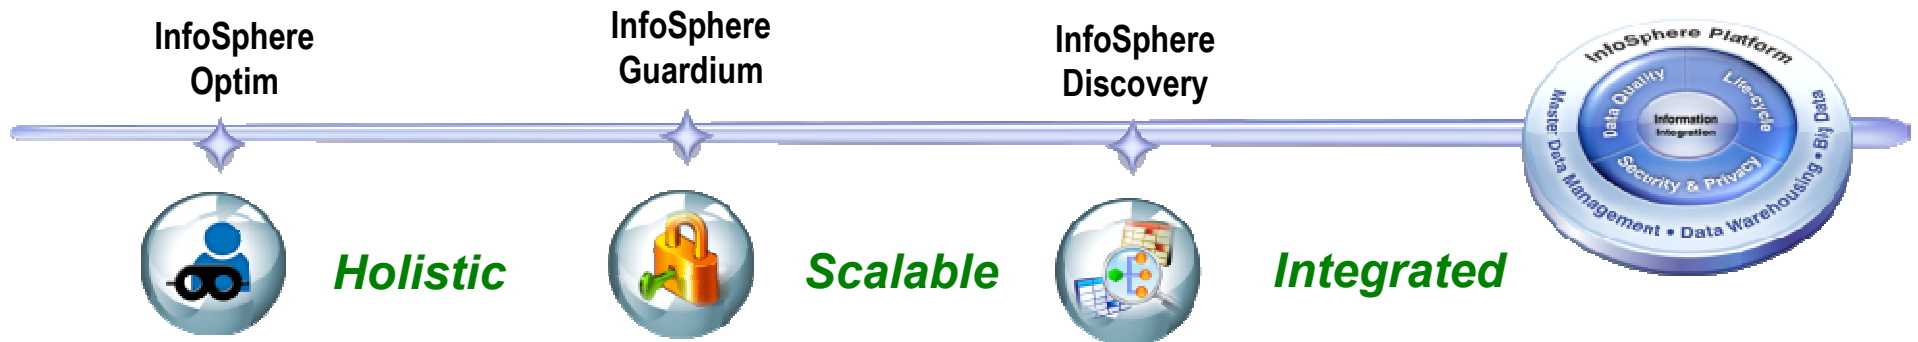 InfoSphere
Optim
InfoSphere
Guardium
InfoSphere
Discovery
InfoSphere Platform
Data Quality
Life-cycle
Information
Integration
Security & Privacy
Master Data Management • Data Warehousing • Big Data
Holistic
Scalable
Integrated